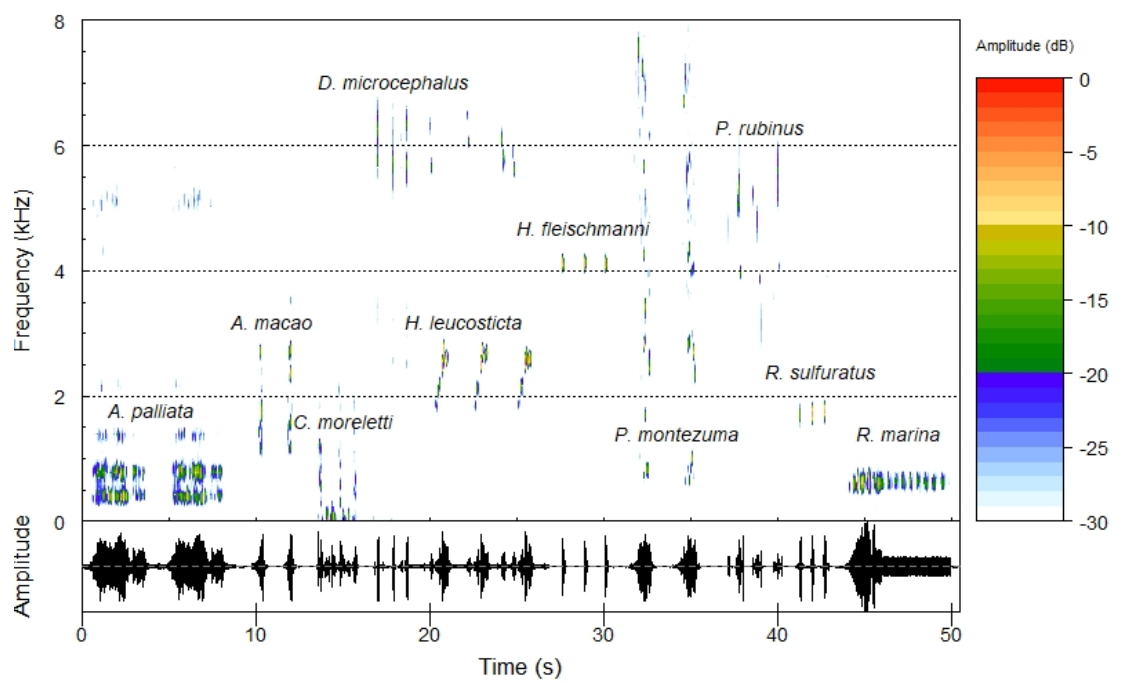 8
Amplitude (dB)
0
D. microcephalus
P. rubinus
6
-5
H. fleischmanni
-10
Frequency (kHz)
4
A. macao
H. leucosticta
-15
R. sulfuratus
2
-20
A. palliata
C. moreletti
P. montezuma
R. marina
-25
0
-30
Amplitude
0
10
20
30
40
50
Time (s)